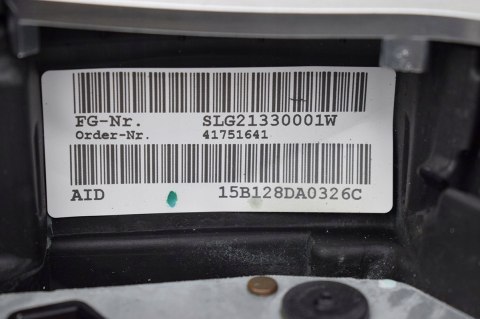 FG-Nr. SLG21330001W
Order-Nr. 41751641
AID 15B128DA0326C